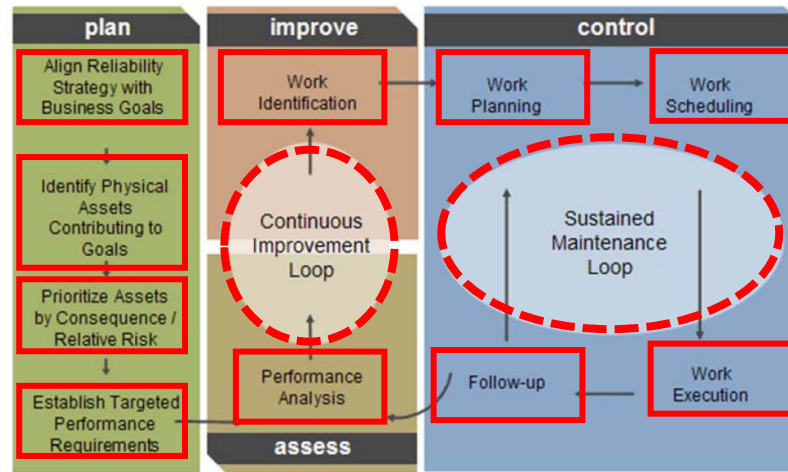 plan
Align Reliability
Strategy with
Business Goals
Identify Physical
Assets
Contributing to
Goals
Prioritize Assets
by Consequence /
Relative Risk
Establish Targeted
Performance
Requirements
improve
Work
Identification
Continuous
Improvement
Loop
Performance
Analysis
assess
control
Work
Planning
Work
Scheduling
Sustained
Maintenance
Loop
Follow-up
Work
Execution